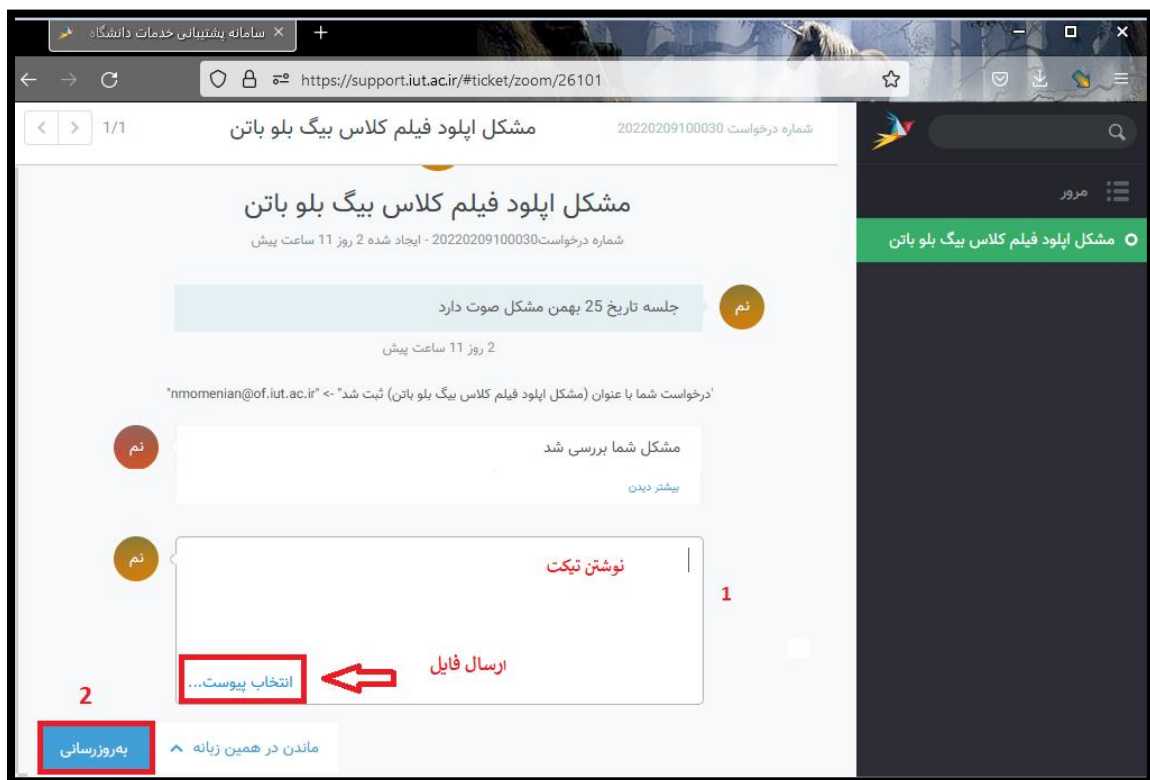 سامانه پشتیبانی خدمات دانشگاه
https://support.iut.ac.ir/#ticket/zoom/26101
شماره درخواست 20220209100030
مشکل اپلود فیلم کلاس بیگ بلو باتن
1/1
مرور
مشکل اپلود فیلم کلاس بیگ بلو باتن
مشکل اپلود فیلم کلاس بیگ بلو باتن
شماره درخواست20220209100030 - ایجاد شده 2 روز 11 ساعت پیش
نم
جلسه تاریخ 25 بهمن مشکل صوت دارد
2 روز 11 ساعت پیش
'درخواست شما با عنوان (مشکل اپلود فیلم کلاس بیگ بلو باتن) ثبت شد" -> "nmomenian@of.iut.ac.ir"
مشکل شما بررسی شد
نم
بیشتر دیدن
نم
نوشتن تیکت
1
ارسال فایل
انتخاب پیوست...
2
ماندن در همین زبانه
به‌روزرسانی